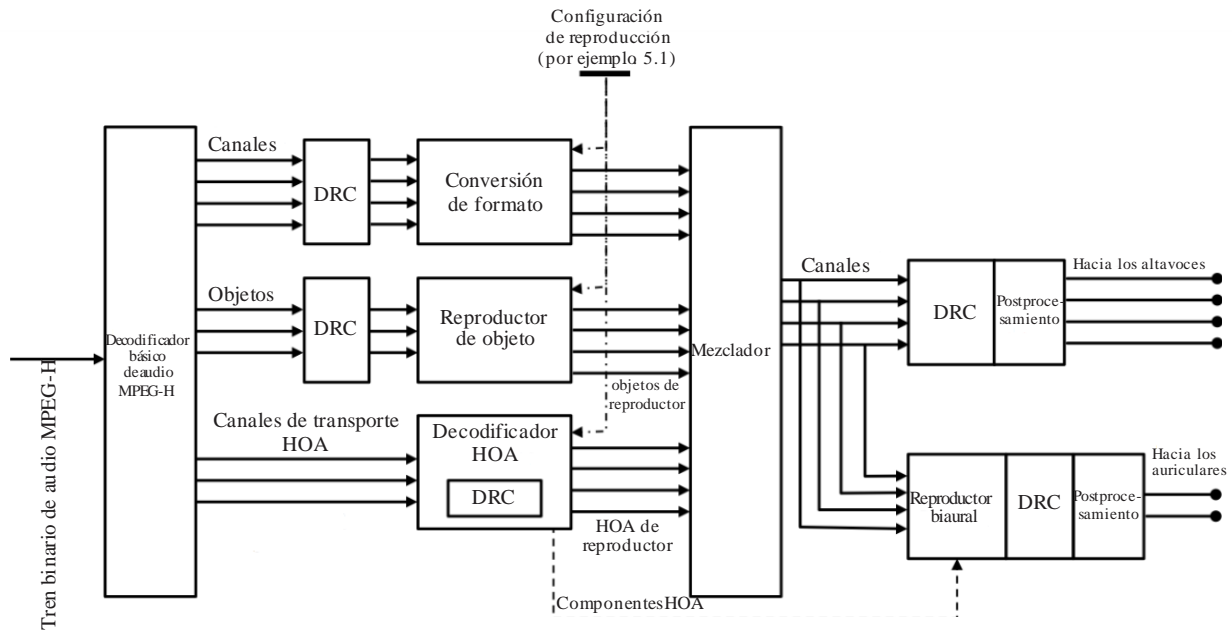 Configuración
de reproducción
(por ejemplo. 5.1)
Canales
DRC
Conversión
de formato
Objetos
DRC
Reproductor
de objeto
Decodificador
básico
deaudio
MPEG-H
Tren binario de audio MPEG-H
Canales de transporte
HOA
Decodificador
HOA
DRC
objetos de
reproductor
HOA de
reproductor
ComponentesHOA
Mezclador
Canales
DRC
Postproce-
samiento
Hacia los altavoces
Reproductor
biaural
DRC
Postproce-
samiento
Hacia los
auriculares